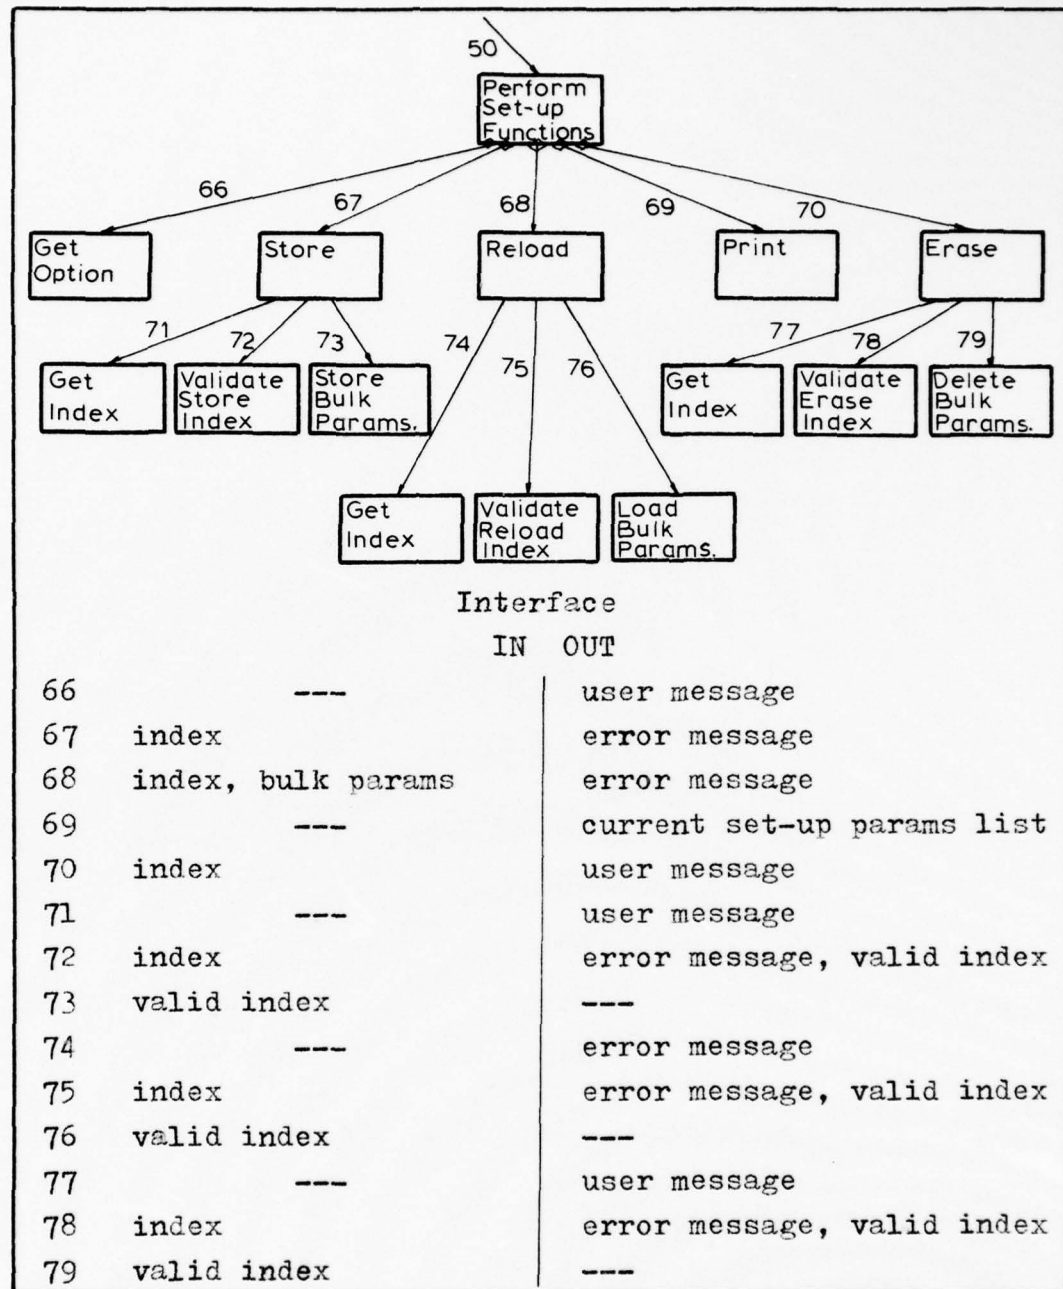 50
Perform
Set-up
Functions
66
67
68
69
70
Get
Option
Store
Reload
Print
Erase
71
72
73
74
75
76
77
78
79
Get
Index
Validate
Store
Index
Store
Bulk
Params.
Get
Index
Validate
Erase
Index
Delete
Bulk
Params.
Get
Index
Validate
Reload
Index
Load
Bulk
Params.
Interface
IN OUT
66 --- user message
67 index error message
68 index, bulk params error message
69 --- current set-up params list
70 index user message
71 --- user message
72 index error message, valid index
73 valid index ---
74 --- error message
75 index error message, valid index
76 valid index ---
77 --- user message
78 index error message, valid index
79 valid index ---